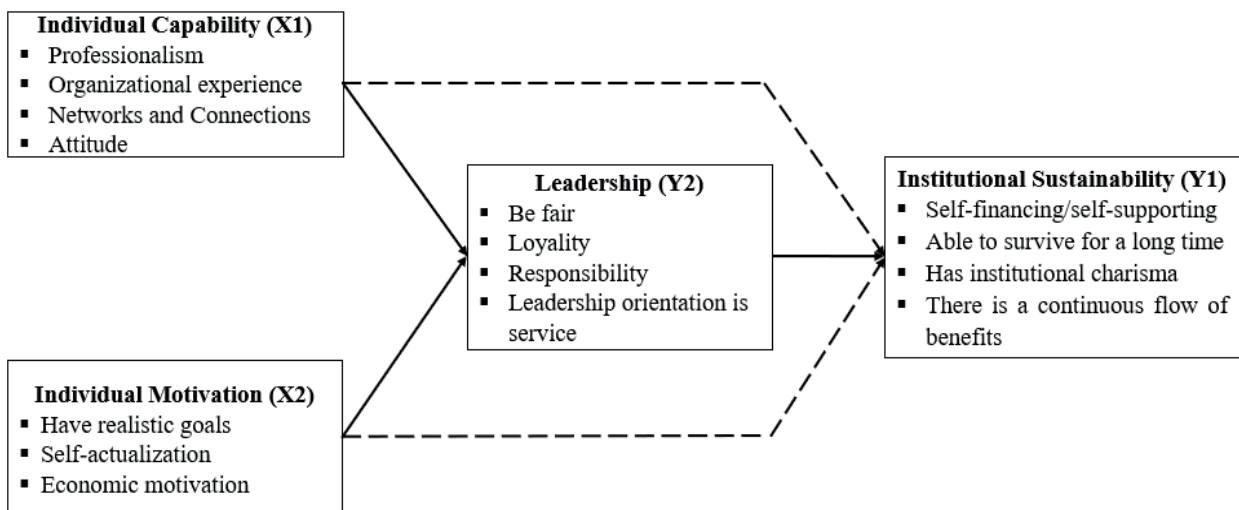 Individual Capability (X1)
▪ Professionalism
▪ Organizational experience
▪ Networks and Connections
▪ Attitude
Leadership (Y2)
▪ Be fair
▪ Loyality
▪ Responsibility
▪ Leadership orientation is
service
Institutional Sustainability (Y1)
▪ Self-financing/self-supporting
▪ Able to survive for a long time
▪ Has institutional charisma
▪ There is a continuous flow of
benefits
Individual Motivation (X2)
▪ Have realistic goals
▪ Self-actualization
▪ Economic motivation